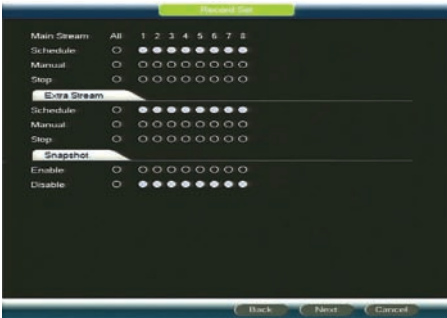 Record Set
Main Stream: All 1 2 3 4 5 6 7 8
Schedule:
Manual:
Stop:
Extra Stream
Schedule:
Manual:
Stop:
Snapshot
Enable:
Disable:
Back Next Cancel